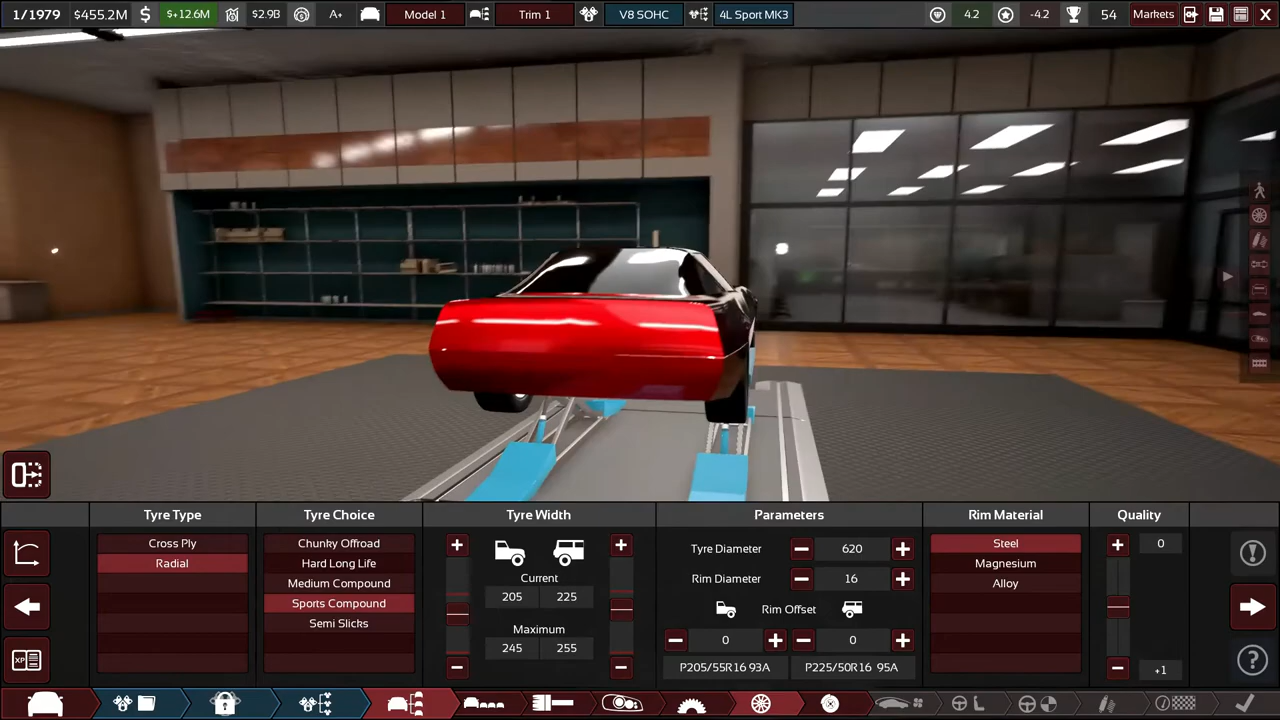 1/1979 $455.2M $ $+12.6M $2.9B A+ Model 1 Trim 1 V8 SOHC 4L Sport MK3 4.2 -4.2 54 Markets
Tyre Type
Cross Ply
Radial
Tyre Choice
Chunky Offroad
Hard Long Life
Medium Compound
Sports Compound
Semi Slicks
Tyre Width
+ +
Current
205 225
Maximum
245 255
- -
Parameters
Tyre Diameter - 620 +
Rim Diameter - 16 +
Rim Offset
- 0 + - 0 +
P205/55R16 93A P225/50R16 95A
Rim Material
Steel
Magnesium
Alloy
Quality
+ 0
- +1
XP